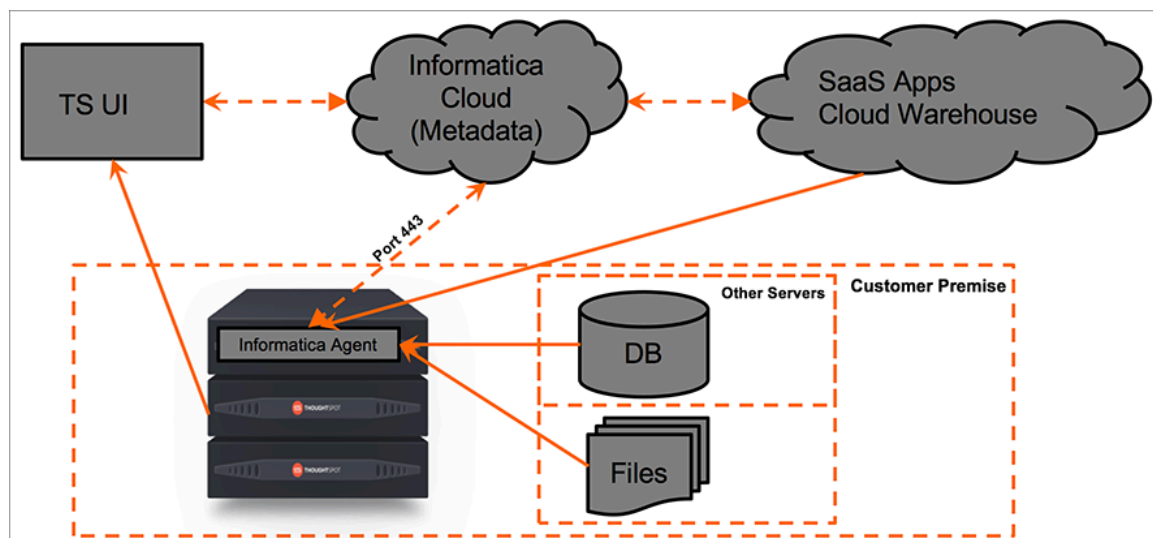 TS UI
Informatica
Cloud
(Metadata)
SaaS Apps
Cloud Warehouse
Port 443
Other Servers
Customer Premise
Informatica Agent
DB
THOUGHTSPOT
Files
THOUGHTSPOT